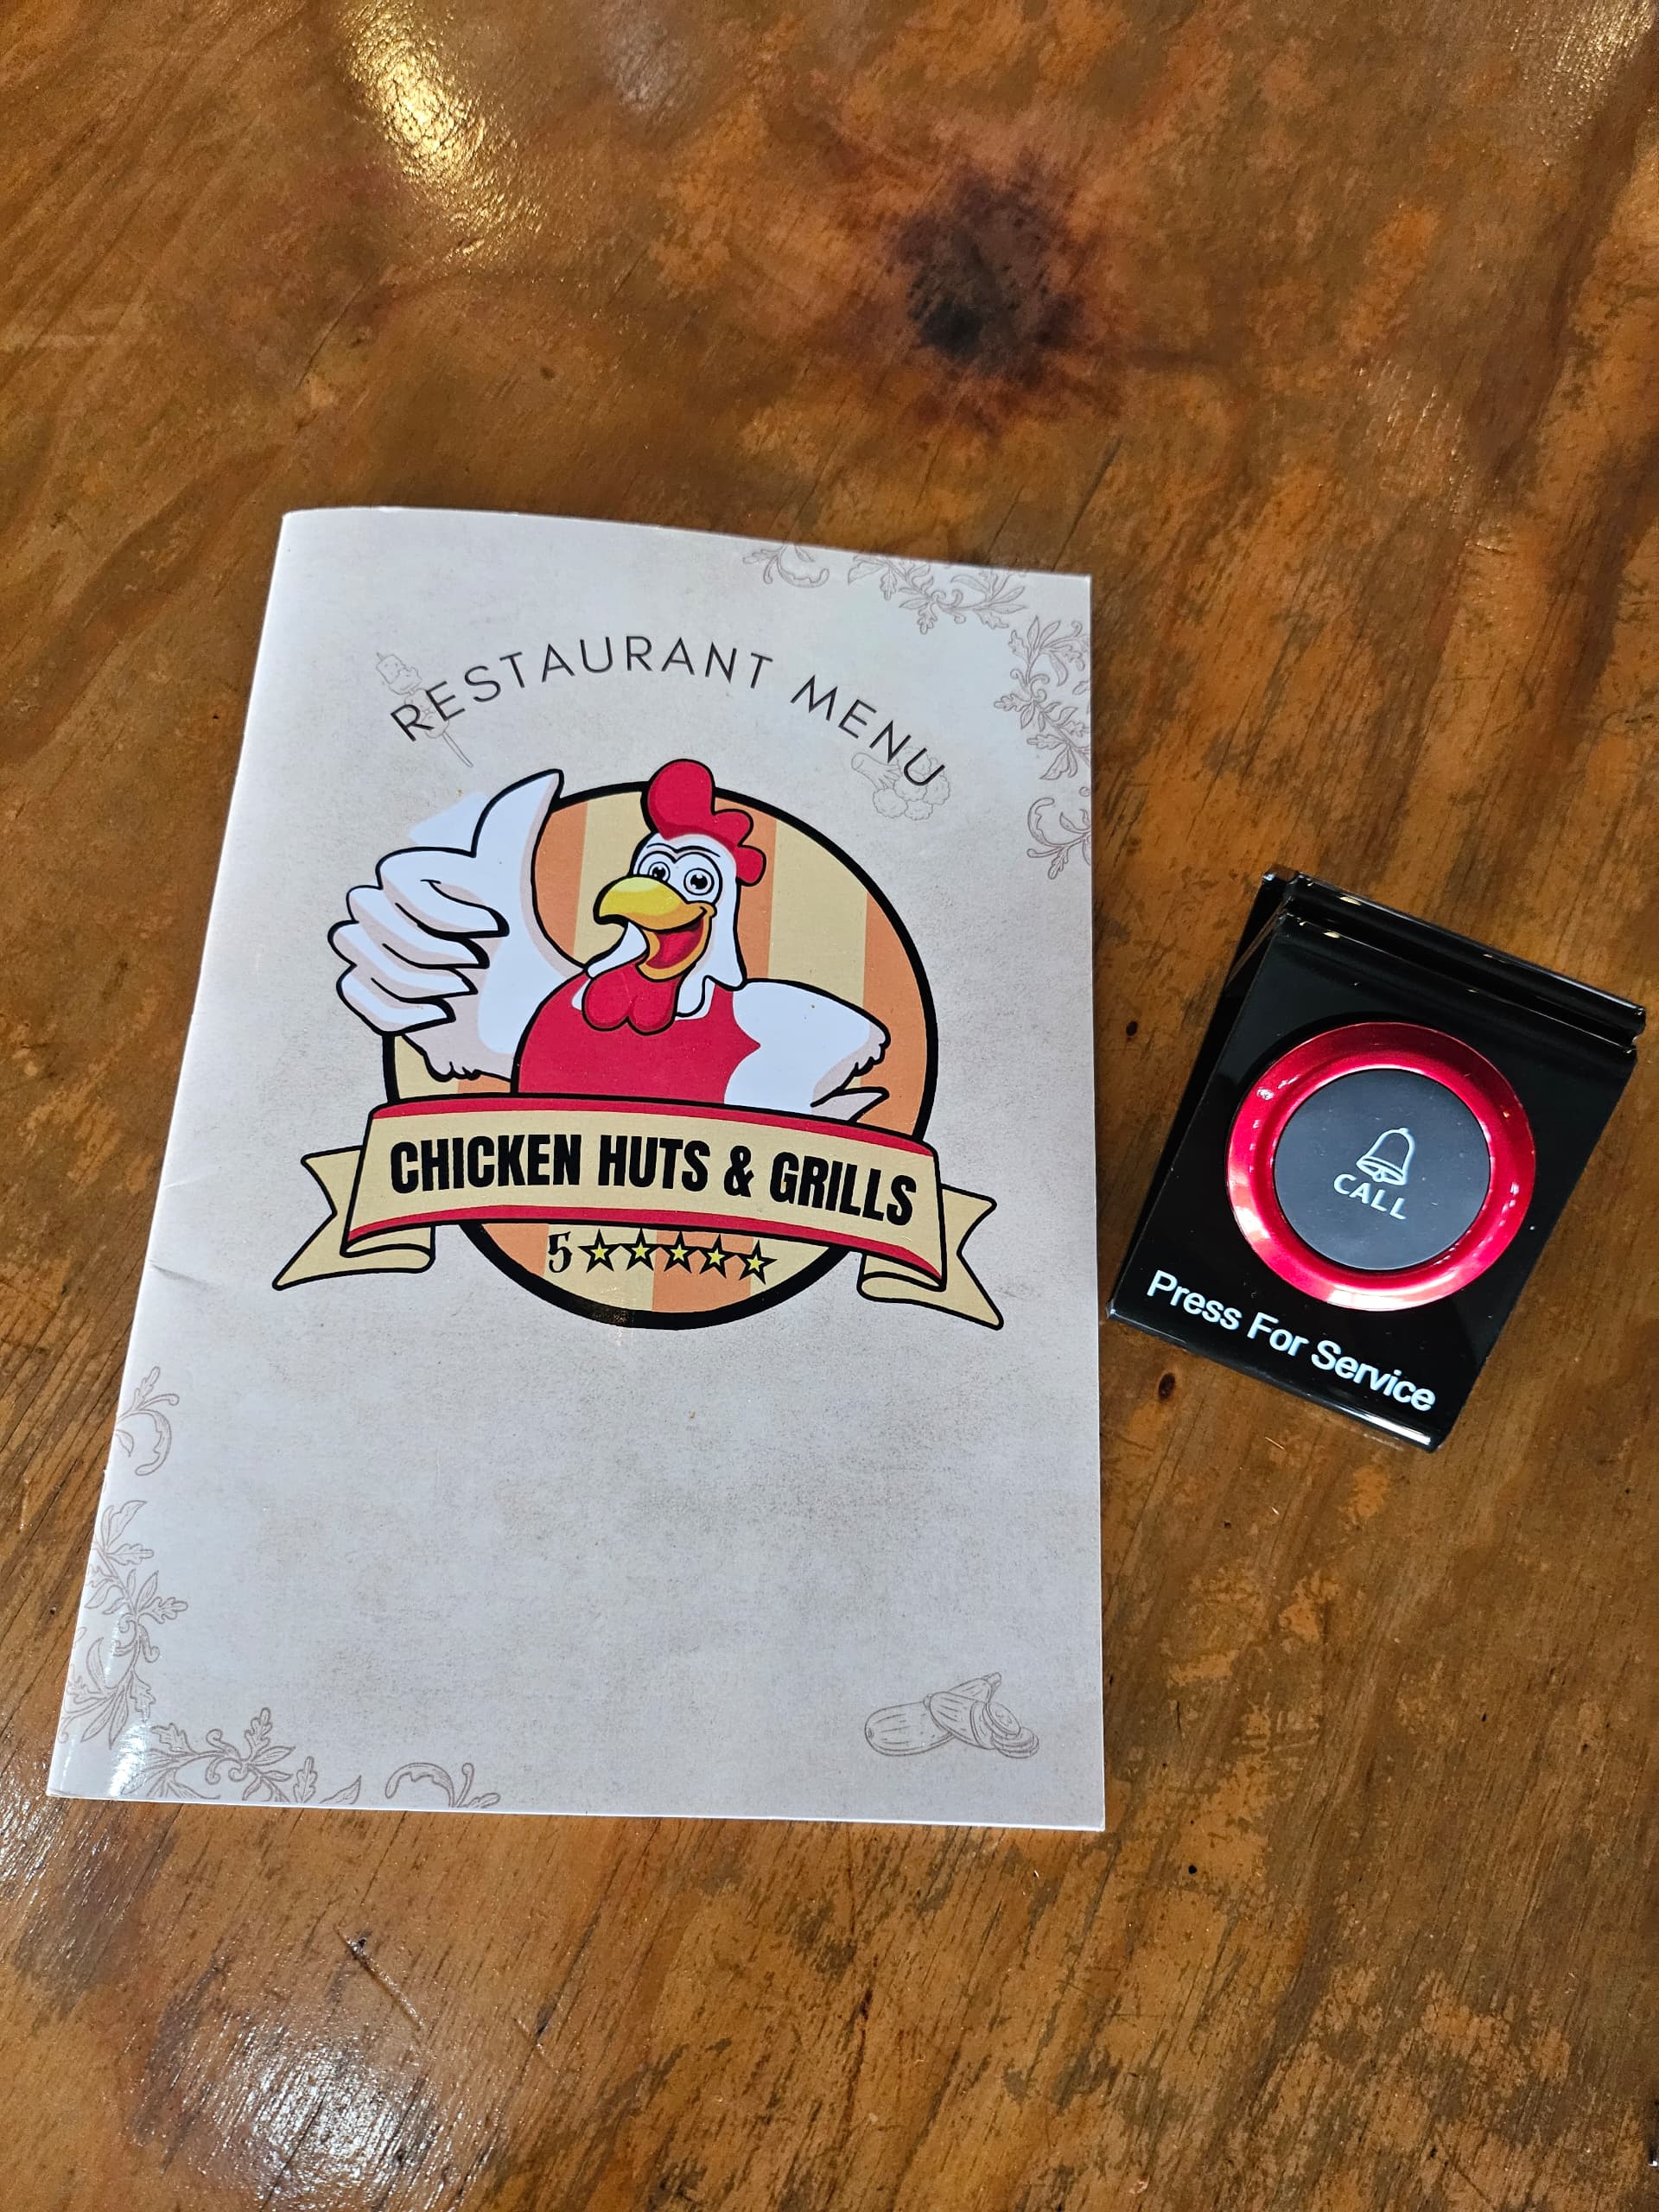 RESTAURANT MENU
CHICKEN HUTS & GRILLS
5
CALL
Press For Service